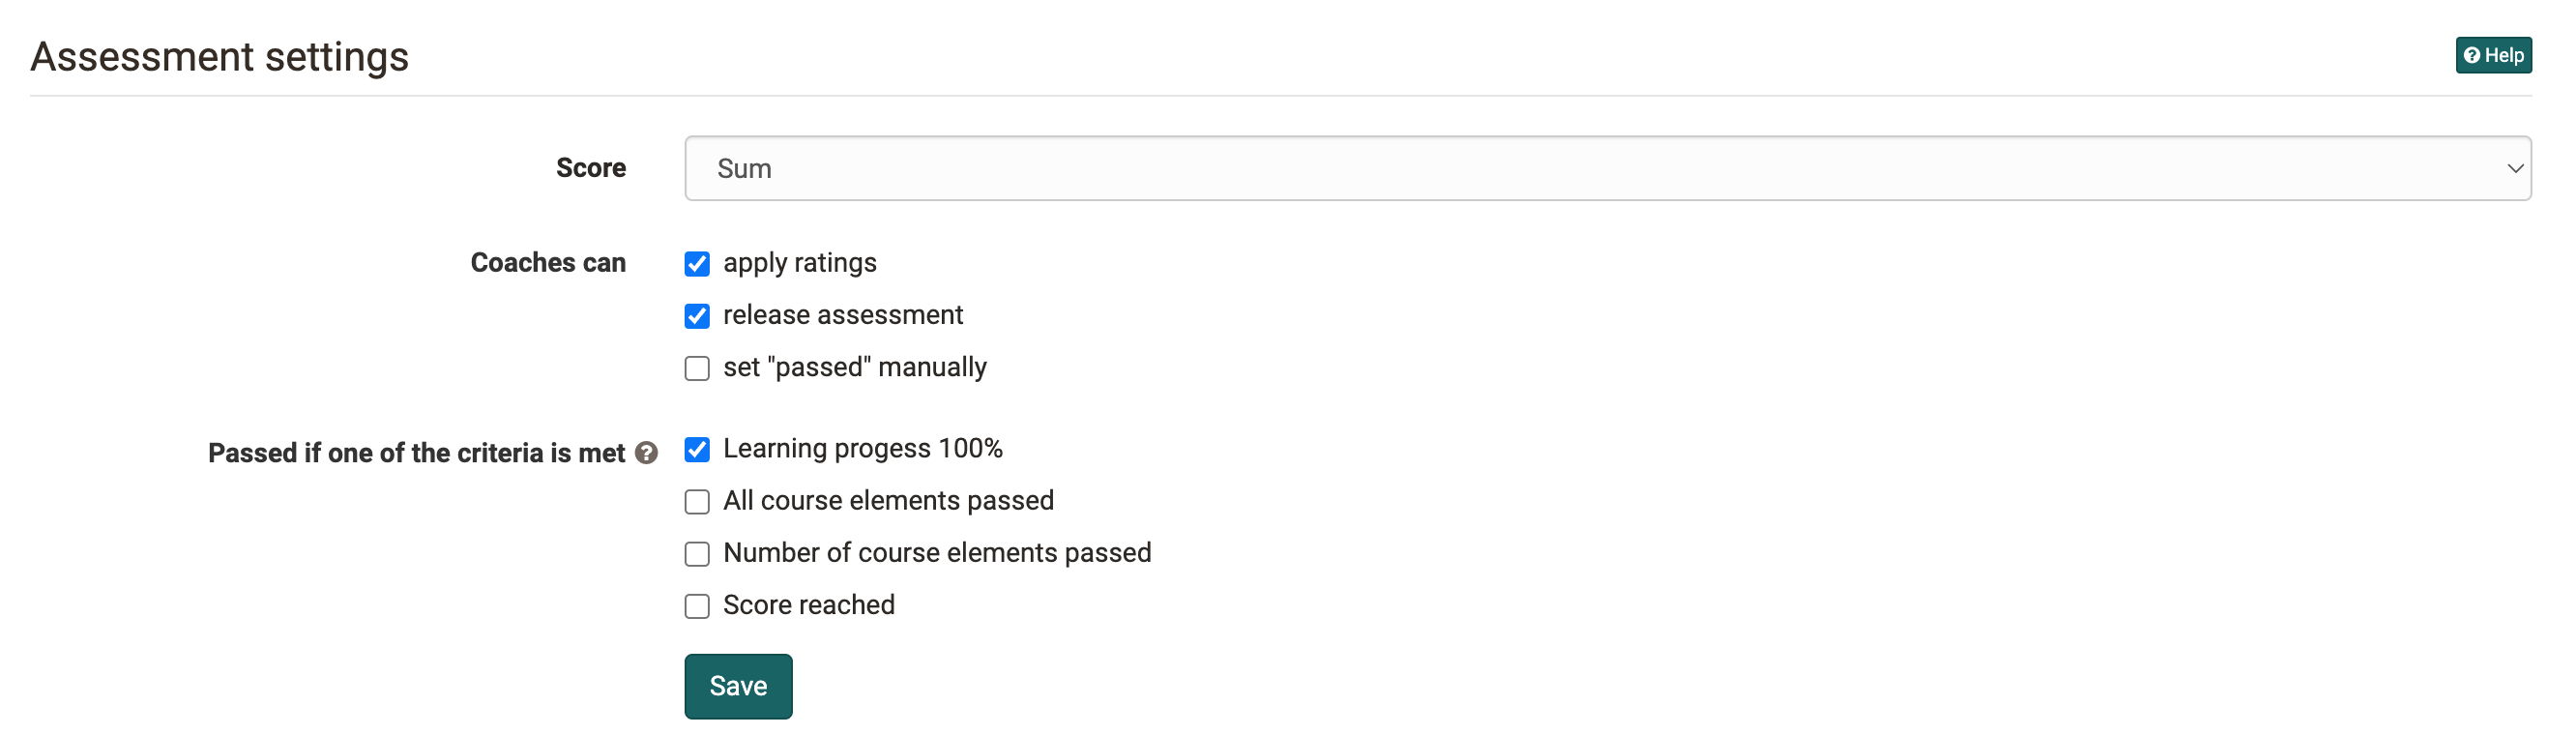 Assessment settings
Help
Score
Sum
Coaches can
apply ratings
release assessment
set "passed" manually
Passed if one of the criteria is met
Learning progess 100%
All course elements passed
Number of course elements passed
Score reached
Save